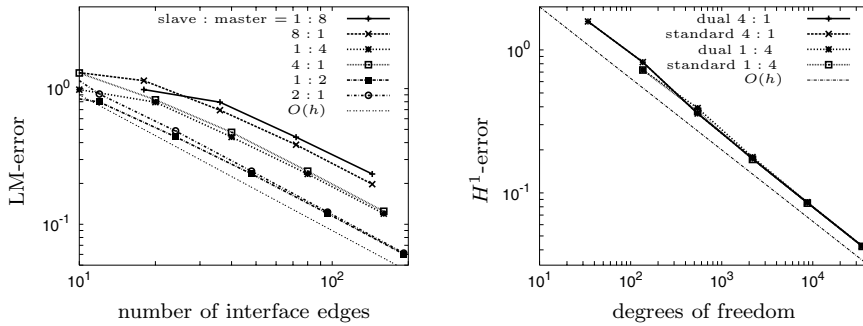 slave : master = 1 : 8
8 : 1
1 : 4
4 : 1
1 : 2
2 : 1
O(h)
10^0
10^-1
LM-error
10^1
10^2
number of interface edges
dual 4 : 1
standard 4 : 1
dual 1 : 4
standard 1 : 4
O(h)
10^0
10^-1
H^1-error
10^1
10^2
10^3
10^4
degrees of freedom